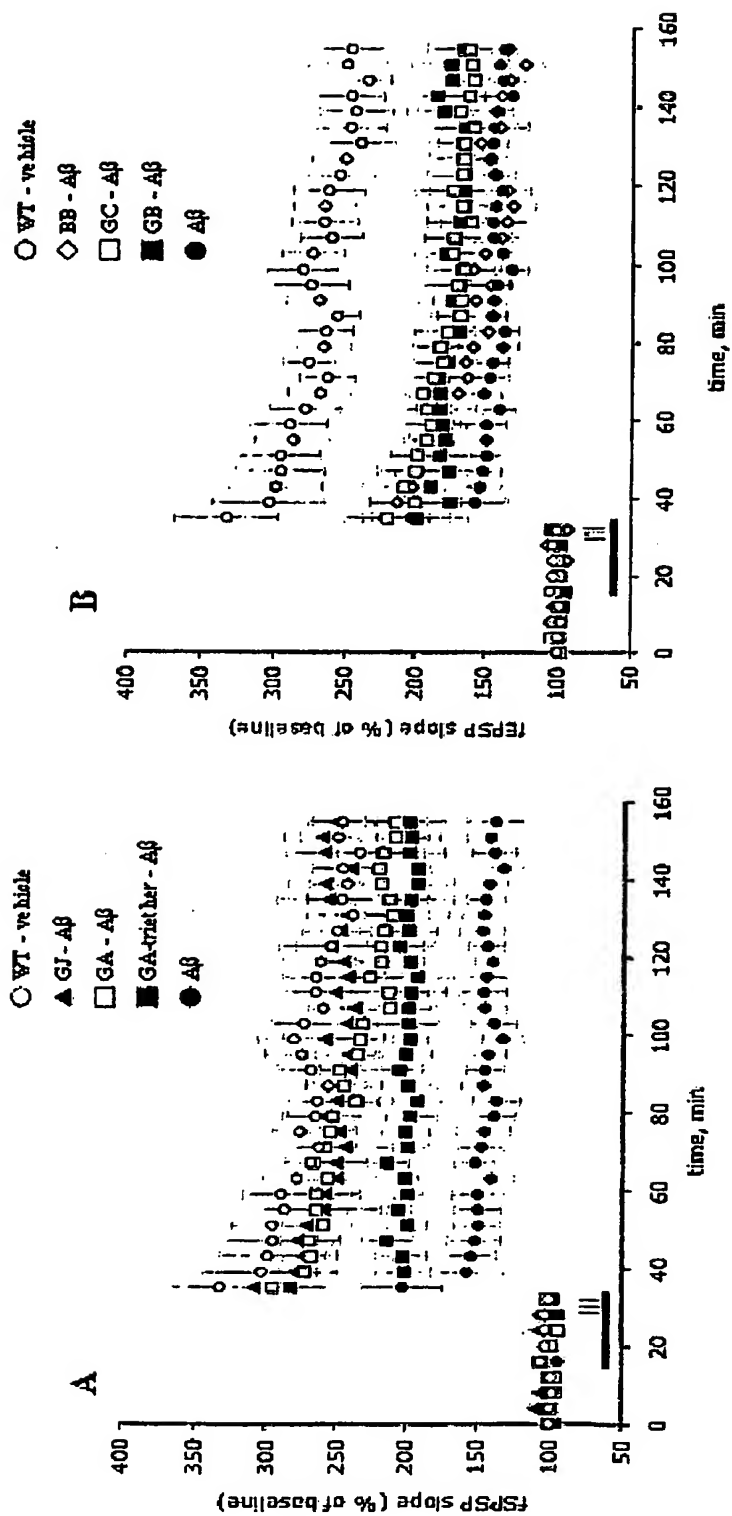 A
○ WT - vehicle
▲ GJ - Aβ
□ GA - Aβ
■ GA-triether - Aβ
● Aβ
fSPSP slope (% of baseline)
400
350
300
250
200
150
100
50
0 20 40 60 80 100 120 140 160
time, min
B
○ WT - vehicle
◇ BB - Aβ
□ GC - Aβ
■ GB - Aβ
● Aβ
fEPSP slope (% of baseline)
400
350
300
250
200
150
100
50
0 20 40 60 80 100 120 140 160
time, min